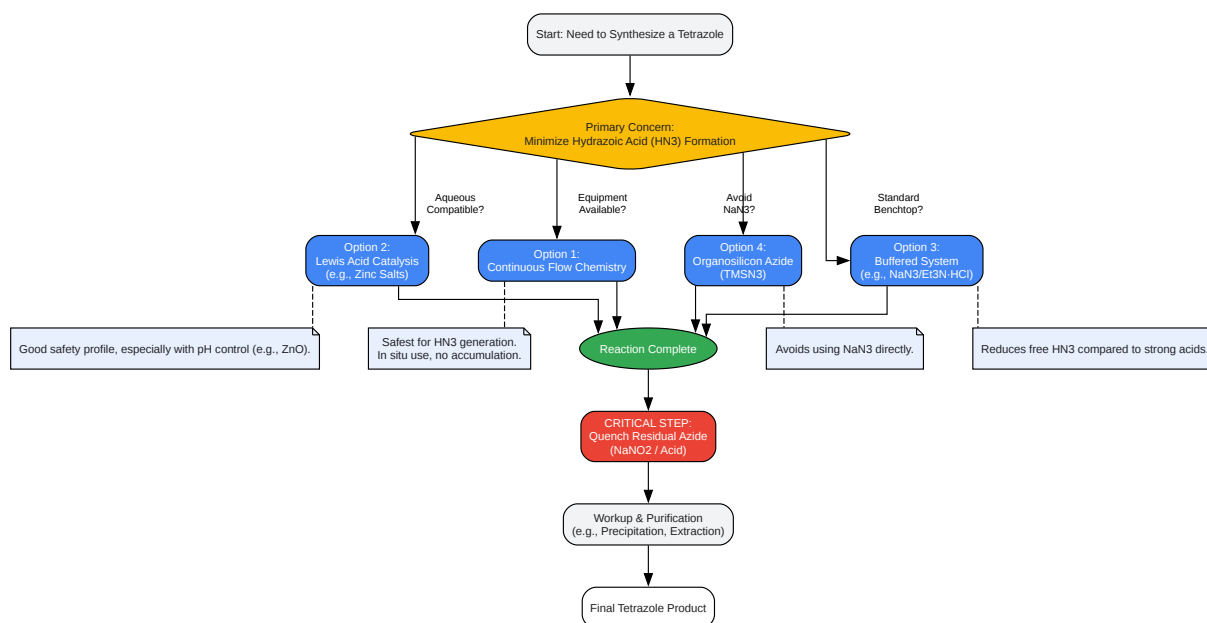 Start: Need to Synthesize a Tetrazole
Primary Concern:
Minimize Hydrazoic Acid (HN3) Formation
Aqueous
Compatible?
Equipment
Available?
Avoid
NaN3?
Standard
Benchtop?
Option 2:
Lewis Acid Catalysis
(e.g., Zinc Salts)
Option 1:
Continuous Flow Chemistry
Option 4:
Organosilicon Azide
(TMSN3)
Option 3:
Buffered System
(e.g., NaN3/Et3N·HCl)
Good safety profile, especially with pH control (e.g., ZnO).
Safest for HN3 generation.
In situ use, no accumulation.
Reaction Complete
Avoids using NaN3 directly.
Reduces free HN3 compared to strong acids.
CRITICAL STEP:
Quench Residual Azide
(NaNO2 / Acid)
Workup & Purification
(e.g., Precipitation, Extraction)
Final Tetrazole Product